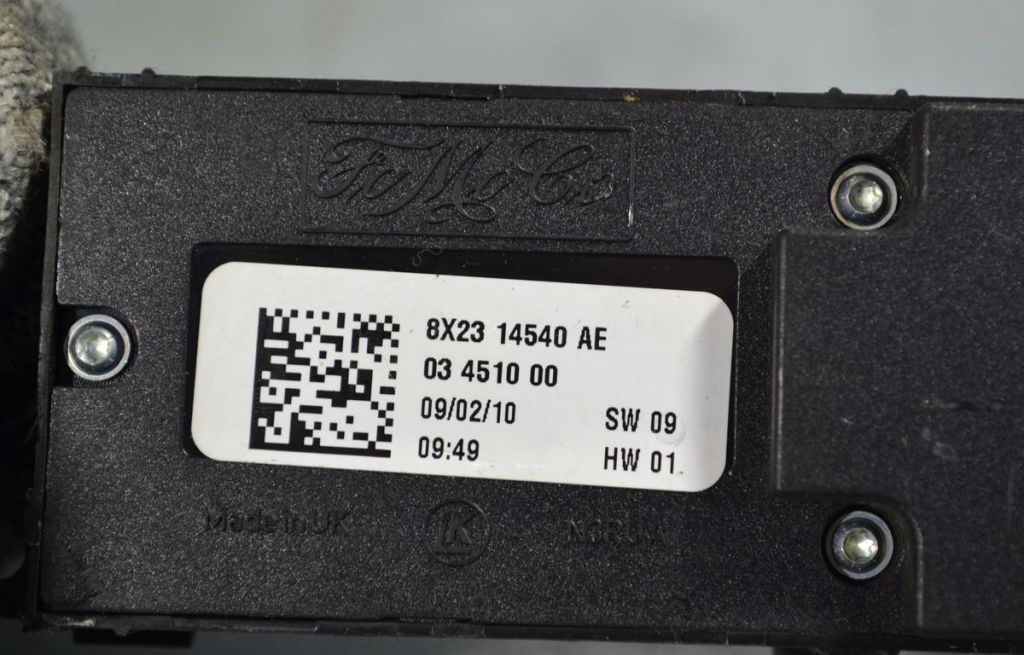 FoMoCo
8X23 14540 AE
03 4510 00
09/02/10
SW 09
09:49
HW 01
Made in UK
K